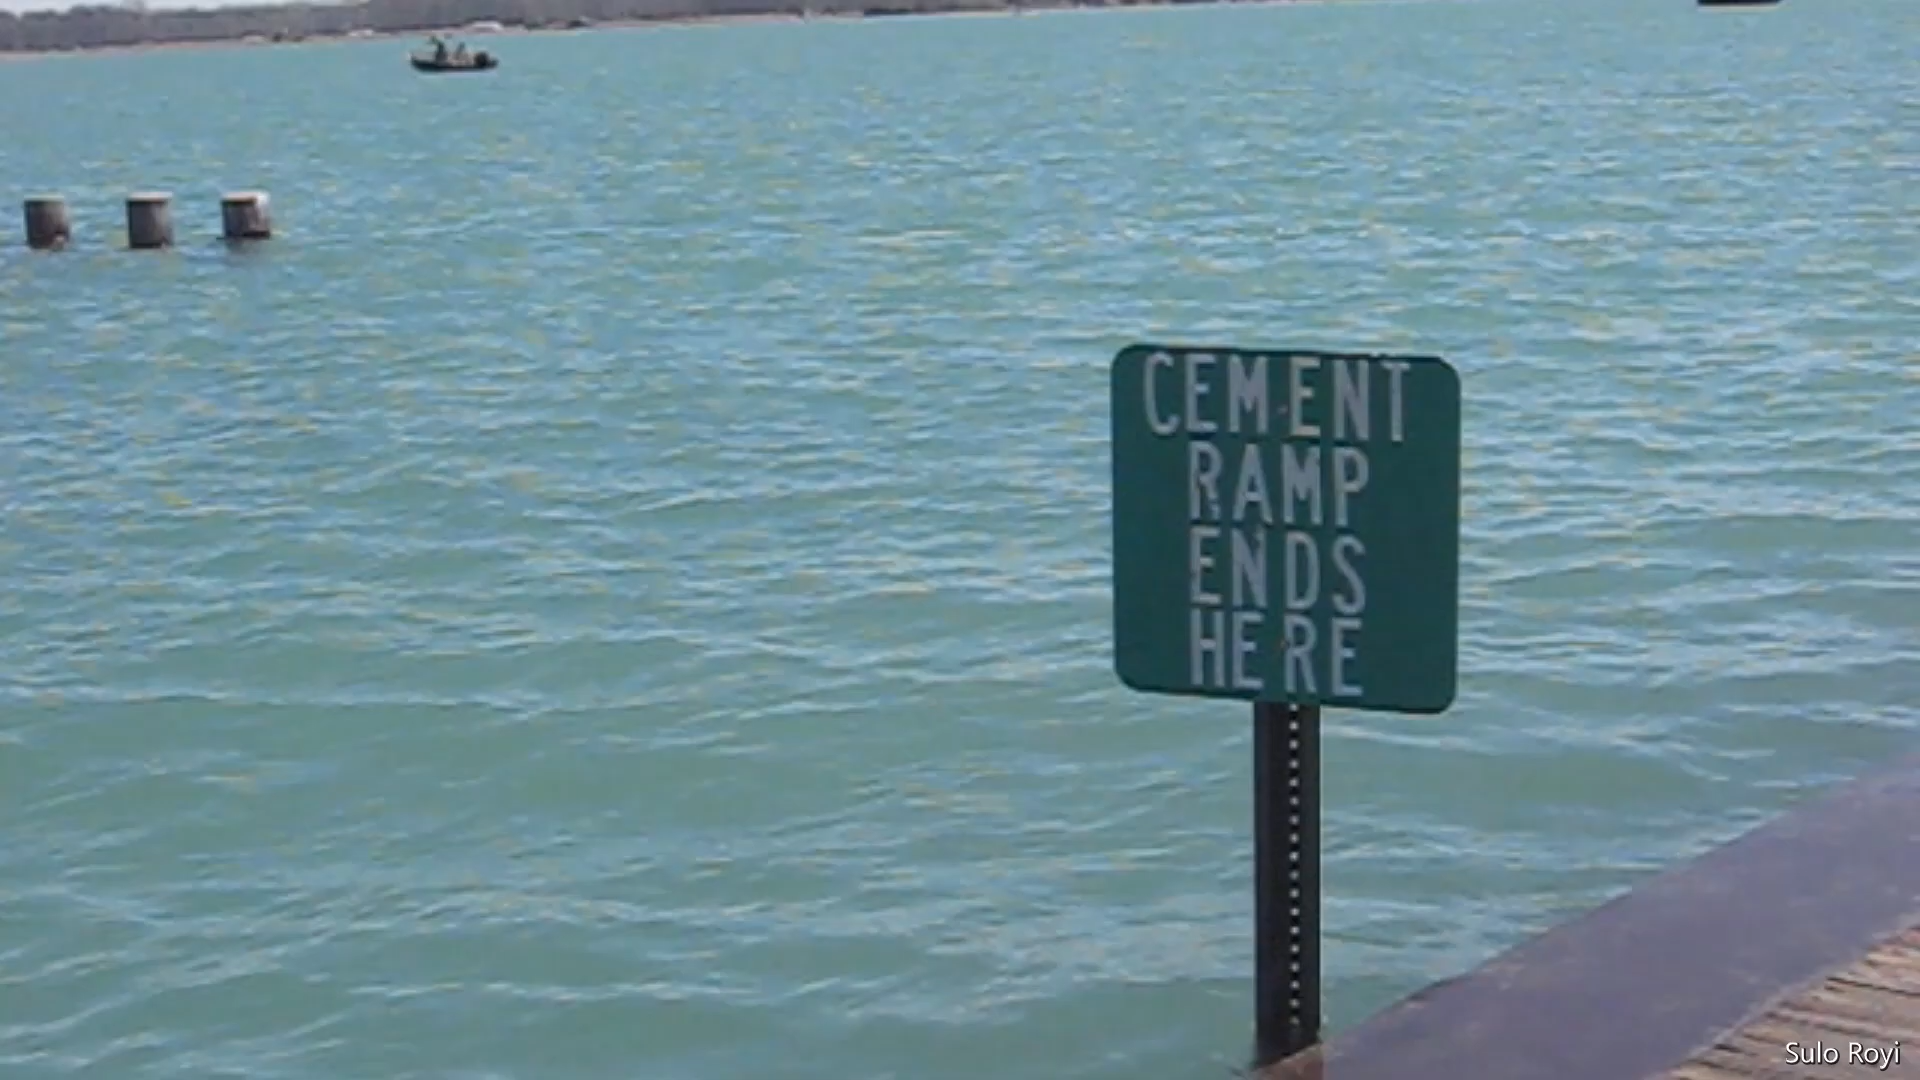 CEMENT
RAMP
ENDS
HERE
Sulo Royi